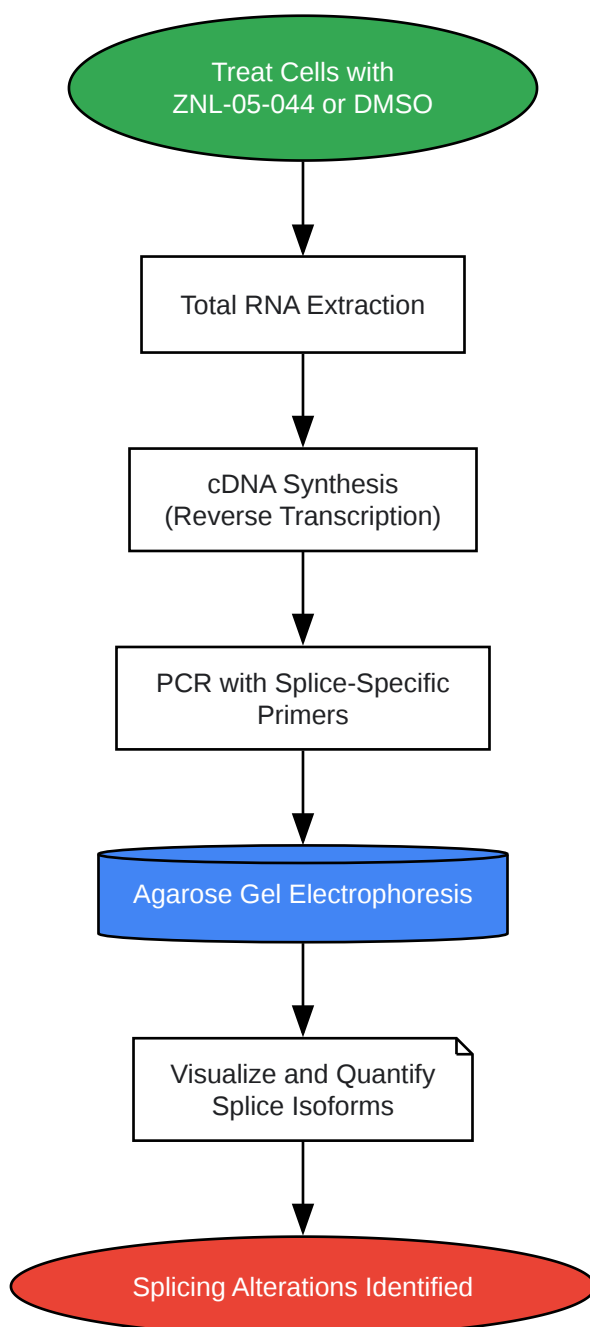 Treat Cells with
ZNL-05-044 or DMSO
Total RNA Extraction
cDNA Synthesis
(Reverse Transcription)
PCR with Splice-Specific
Primers
Agarose Gel Electrophoresis
Visualize and Quantify
Splice Isoforms
Splicing Alterations Identified